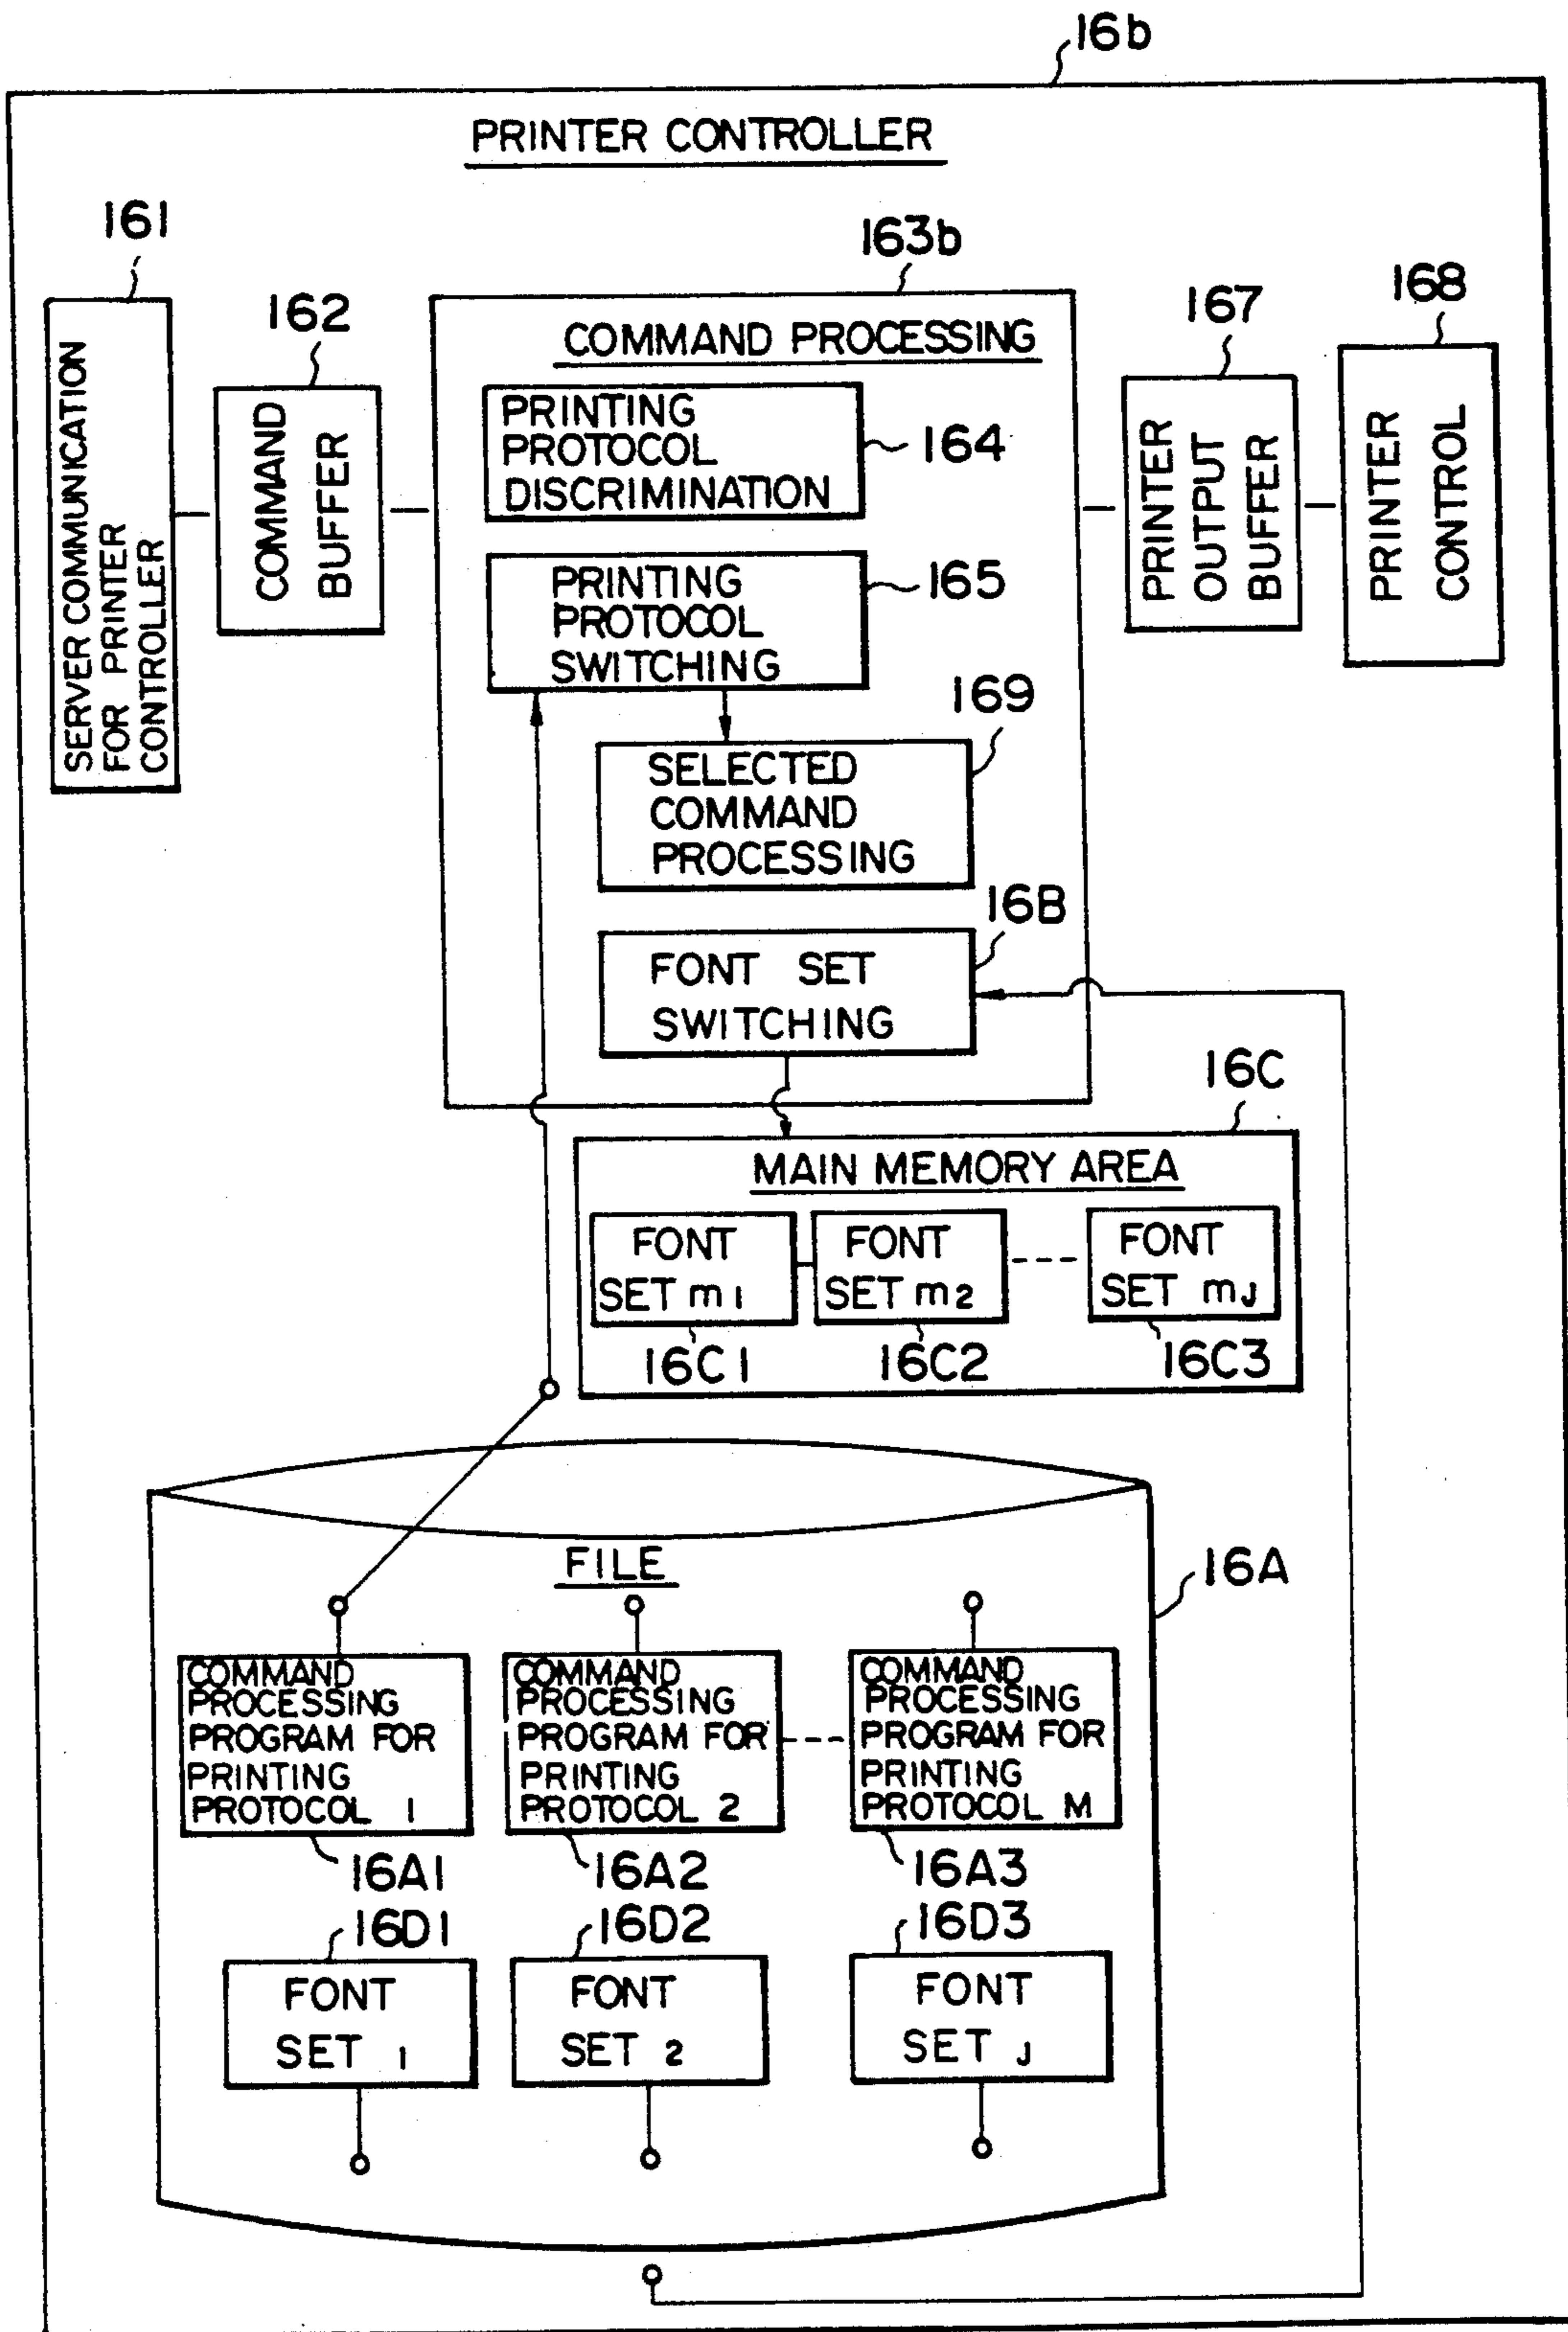 16b
PRINTER CONTROLLER
161
SERVER COMMUNICATION
FOR PRINTER
CONTROLLER
162
COMMAND
BUFFER
163b
COMMAND PROCESSING
PRINTING
PROTOCOL
DISCRIMINATION
164
PRINTING
PROTOCOL
SWITCHING
165
SELECTED
COMMAND
PROCESSING
169
FONT SET
SWITCHING
16B
167
PRINTER
OUTPUT
BUFFER
168
PRINTER
CONTROL
16C
MAIN MEMORY AREA
FONT
SET m1
16C1
FONT
SET m2
16C2
FONT
SET mJ
16C3
FILE
16A
COMMAND
PROCESSING
PROGRAM FOR
PRINTING
PROTOCOL 1
16A1
COMMAND
PROCESSING
PROGRAM FOR
PRINTING
PROTOCOL 2
16A2
COMMAND
PROCESSING
PROGRAM FOR
PRINTING
PROTOCOL M
16A3
16D1
FONT
SET 1
16D2
FONT
SET 2
16D3
FONT
SET J